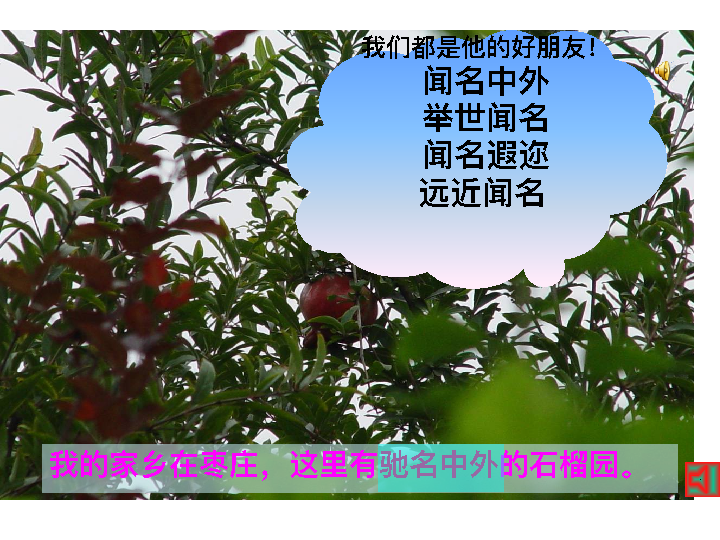 我们都是他的好朋友！
闻名中外
举世闻名
闻名遐迩
远近闻名
我的家乡在枣庄，这里有驰名中外的石榴园。